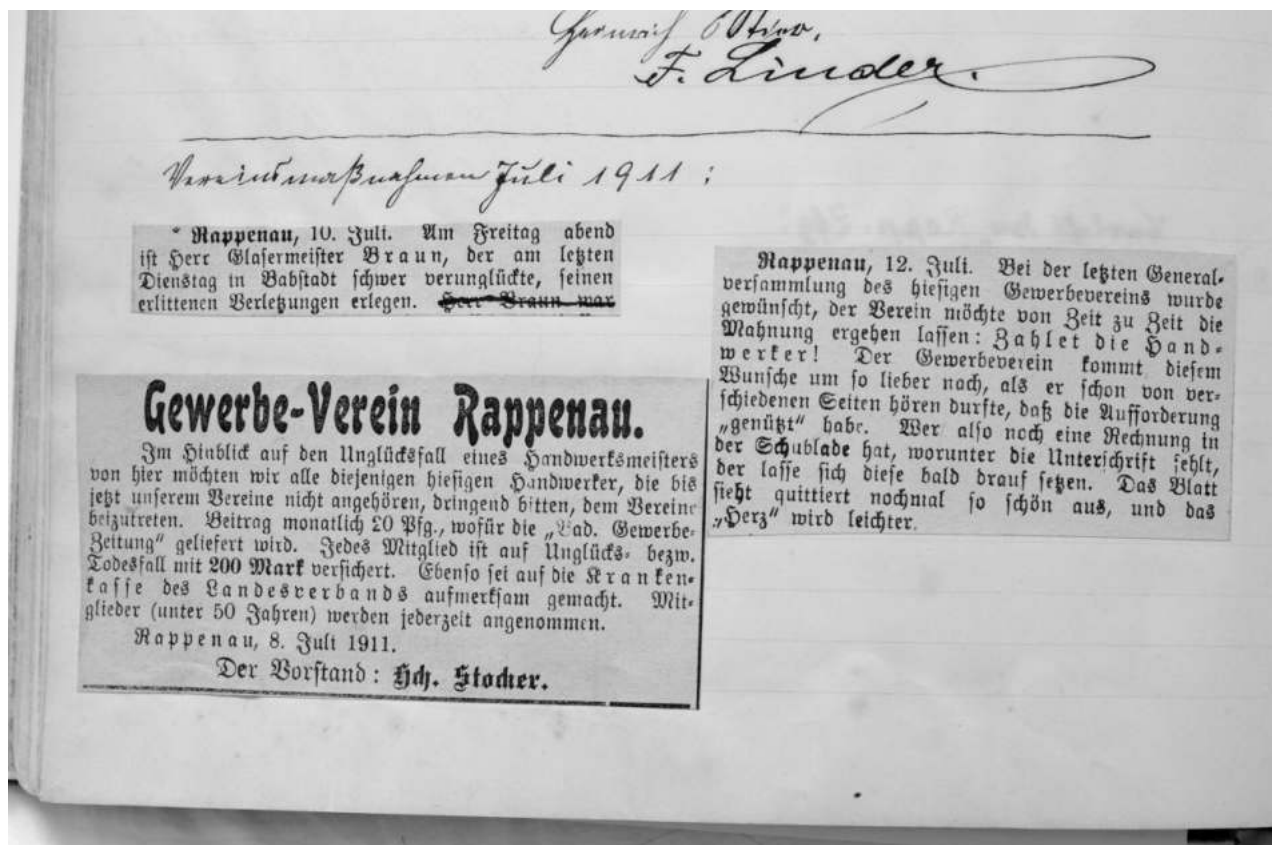 Heinrich
F. Linder.
Vereinsmaßnahmen Juli 1911 :
* Rappenau, 10. Juli. Am Freitag abend
ist Herr Glasermeister Braun, der am letzten
Dienstag in Babstadt schwer verunglückte, seinen
erlittenen Verletzungen erlegen. Herr Braun war
Gewerbe-Verein Rappenau.
Im Hinblick auf den Unglücksfall eines Handwerksmeisters
von hier möchten wir alle diejenigen hiesigen Handwerker, die bis
jetzt unserem Vereine nicht angehören, dringend bitten, dem Vereine
beizutreten. Beitrag monatlich 20 Pfg., wofür die „Bad. Gewerbe-
Zeitung“ geliefert wird. Jedes Mitglied ist auf Unglücks- bezw.
Todesfall mit 200 Mark versichert. Ebenso sei auf die Kranken-
kasse des Landesverbands aufmerksam gemacht. Mit-
glieder (unter 50 Jahren) werden jederzeit angenommen.
Rappenau, 8. Juli 1911.
Der Vorstand : Hch. Stocher.
Rappenau, 12. Juli. Bei der letzten General-
versammlung des hiesigen Gewerbevereins wurde
gewünscht, der Verein möchte von Zeit zu Zeit die
Mahnung ergehen lassen: Zahlet die Hand-
werker! Der Gewerbeverein kommt diesem
Wunsche um so lieber nach, als er schon von ver-
schiedenen Seiten hören durfte, daß die Aufforderung
„genützt“ habe. Wer also noch eine Rechnung in
der Schublade hat, worunter die Unterschrift fehlt,
der lasse sich diese bald drauf setzen. Das Blatt
sieht quittiert nochmal so schön aus, und das
„Herz“ wird leichter.